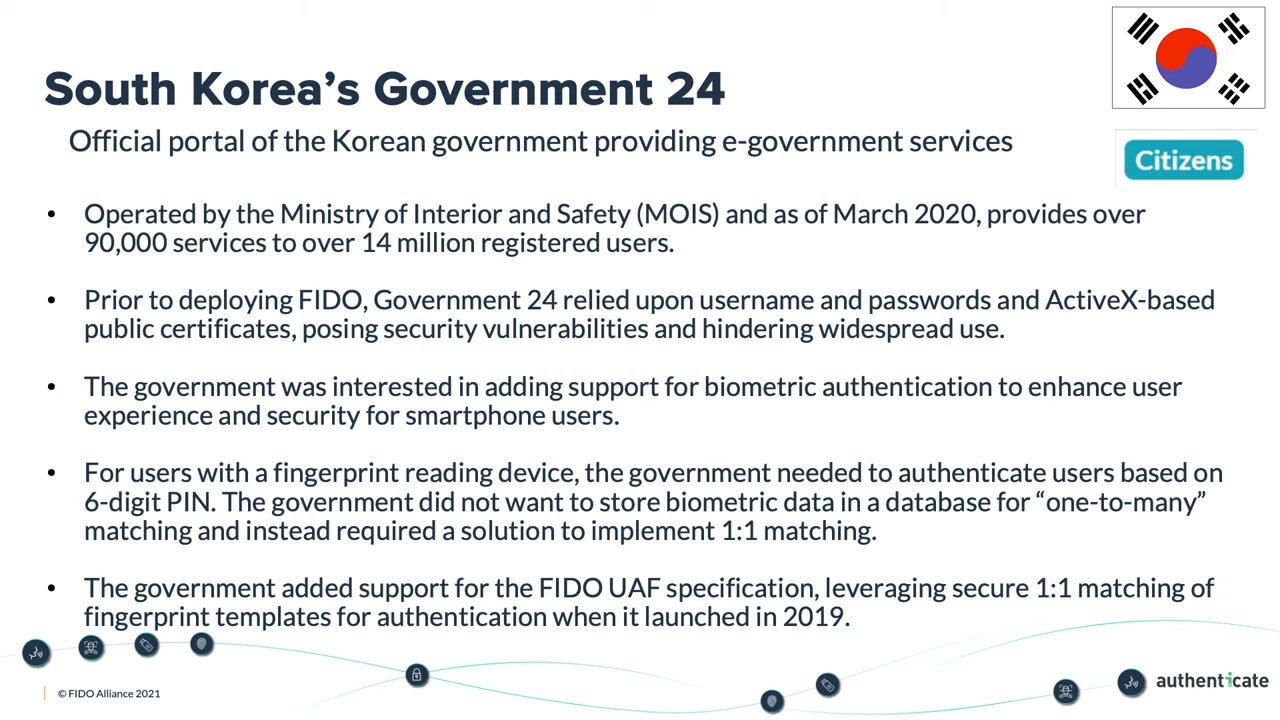 South Korea’s Government 24
Official portal of the Korean government providing e-government services
Citizens
• Operated by the Ministry of Interior and Safety (MOIS) and as of March 2020, provides over
90,000 services to over 14 million registered users.
• Prior to deploying FIDO, Government 24 relied upon username and passwords and ActiveX-based
public certificates, posing security vulnerabilities and hindering widespread use.
• The government was interested in adding support for biometric authentication to enhance user
experience and security for smartphone users.
• For users with a fingerprint reading device, the government needed to authenticate users based on
6-digit PIN. The government did not want to store biometric data in a database for “one-to-many”
matching and instead required a solution to implement 1:1 matching.
• The government added support for the FIDO UAF specification, leveraging secure 1:1 matching of
fingerprint templates for authentication when it launched in 2019.
© FIDO Alliance 2021
authenticate